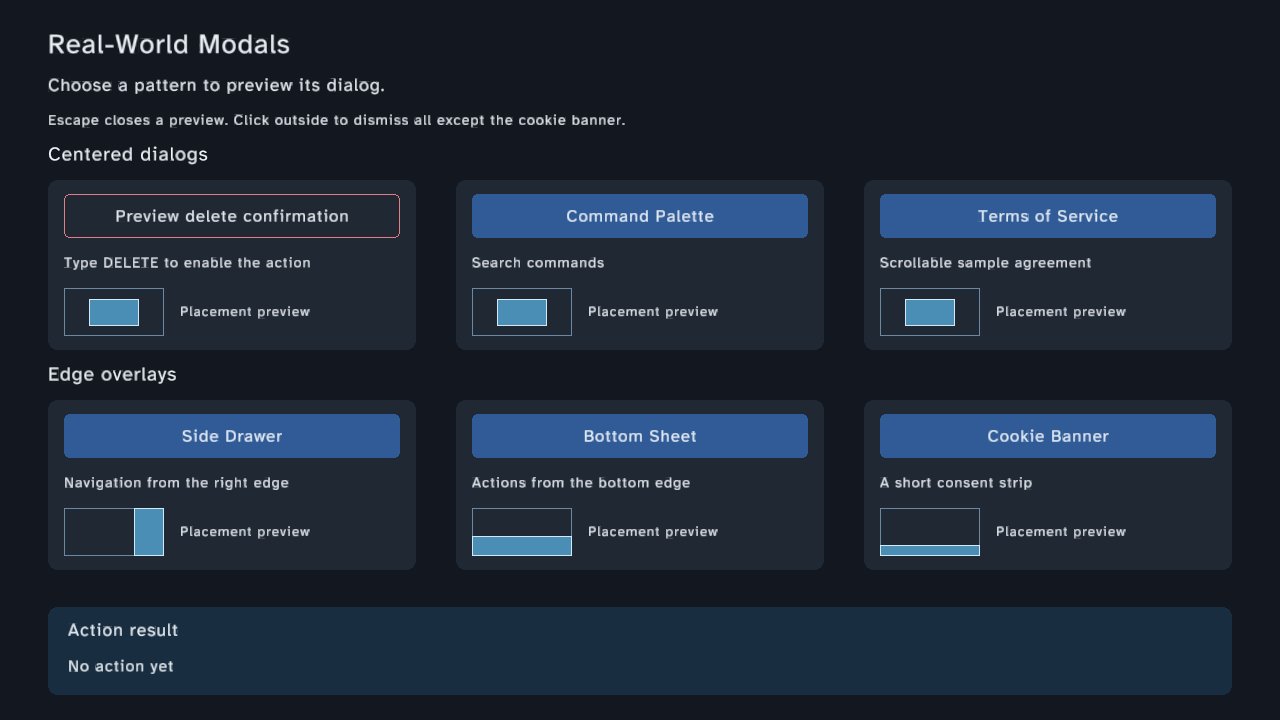 Real-World Modals
Choose a pattern to preview its dialog.
Escape closes a preview. Click outside to dismiss all except the cookie banner.
Centered dialogs
Preview delete confirmation
Type DELETE to enable the action
Placement preview
Command Palette
Search commands
Placement preview
Terms of Service
Scrollable sample agreement
Placement preview
Edge overlays
Side Drawer
Navigation from the right edge
Placement preview
Bottom Sheet
Actions from the bottom edge
Placement preview
Cookie Banner
A short consent strip
Placement preview
Action result
No action yet